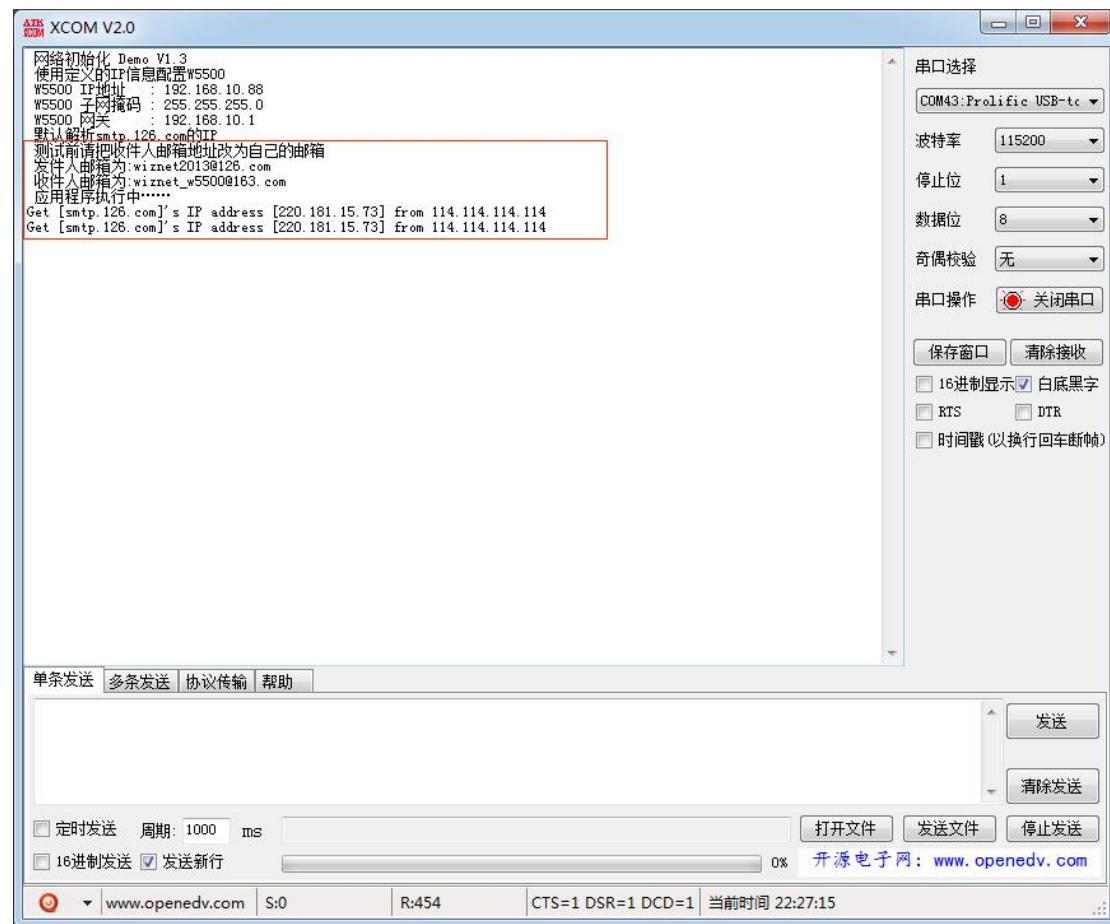 ATK XCOM XCOM V2.0
网络初始化 Demo V1.3
使用定义的IP信息配置W5500
W5500 IP地址 : 192.168.10.88
W5500 子网掩码 : 255.255.255.0
W5500 网关 : 192.168.10.1
默认解析smtp.126.com的IP
测试前请把收件人邮箱地址改为自己的邮箱
发件人邮箱为:wiznet2013@126.com
收件人邮箱为:wiznet_w5500@163.com
应用程序执行中……
Get [smtp.126.com]'s IP address [220.181.15.73] from 114.114.114.114
Get [smtp.126.com]'s IP address [220.181.15.73] from 114.114.114.114
串口选择
COM43:Prolific USB-to
波特率 115200
停止位 1
数据位 8
奇偶校验 无
串口操作 关闭串口
保存窗口 清除接收
16进制显示 白底黑字
RTS DTR
时间戳(以换行回车断帧)
单条发送 多条发送 协议传输 帮助
发送
清除发送
定时发送 周期: 1000 ms 打开文件 发送文件 停止发送
16进制发送 发送新行 0% 开源电子网: www.openedv.com
www.openedv.com S:0 R:454 CTS=1 DSR=1 DCD=1 当前时间 22:27:15